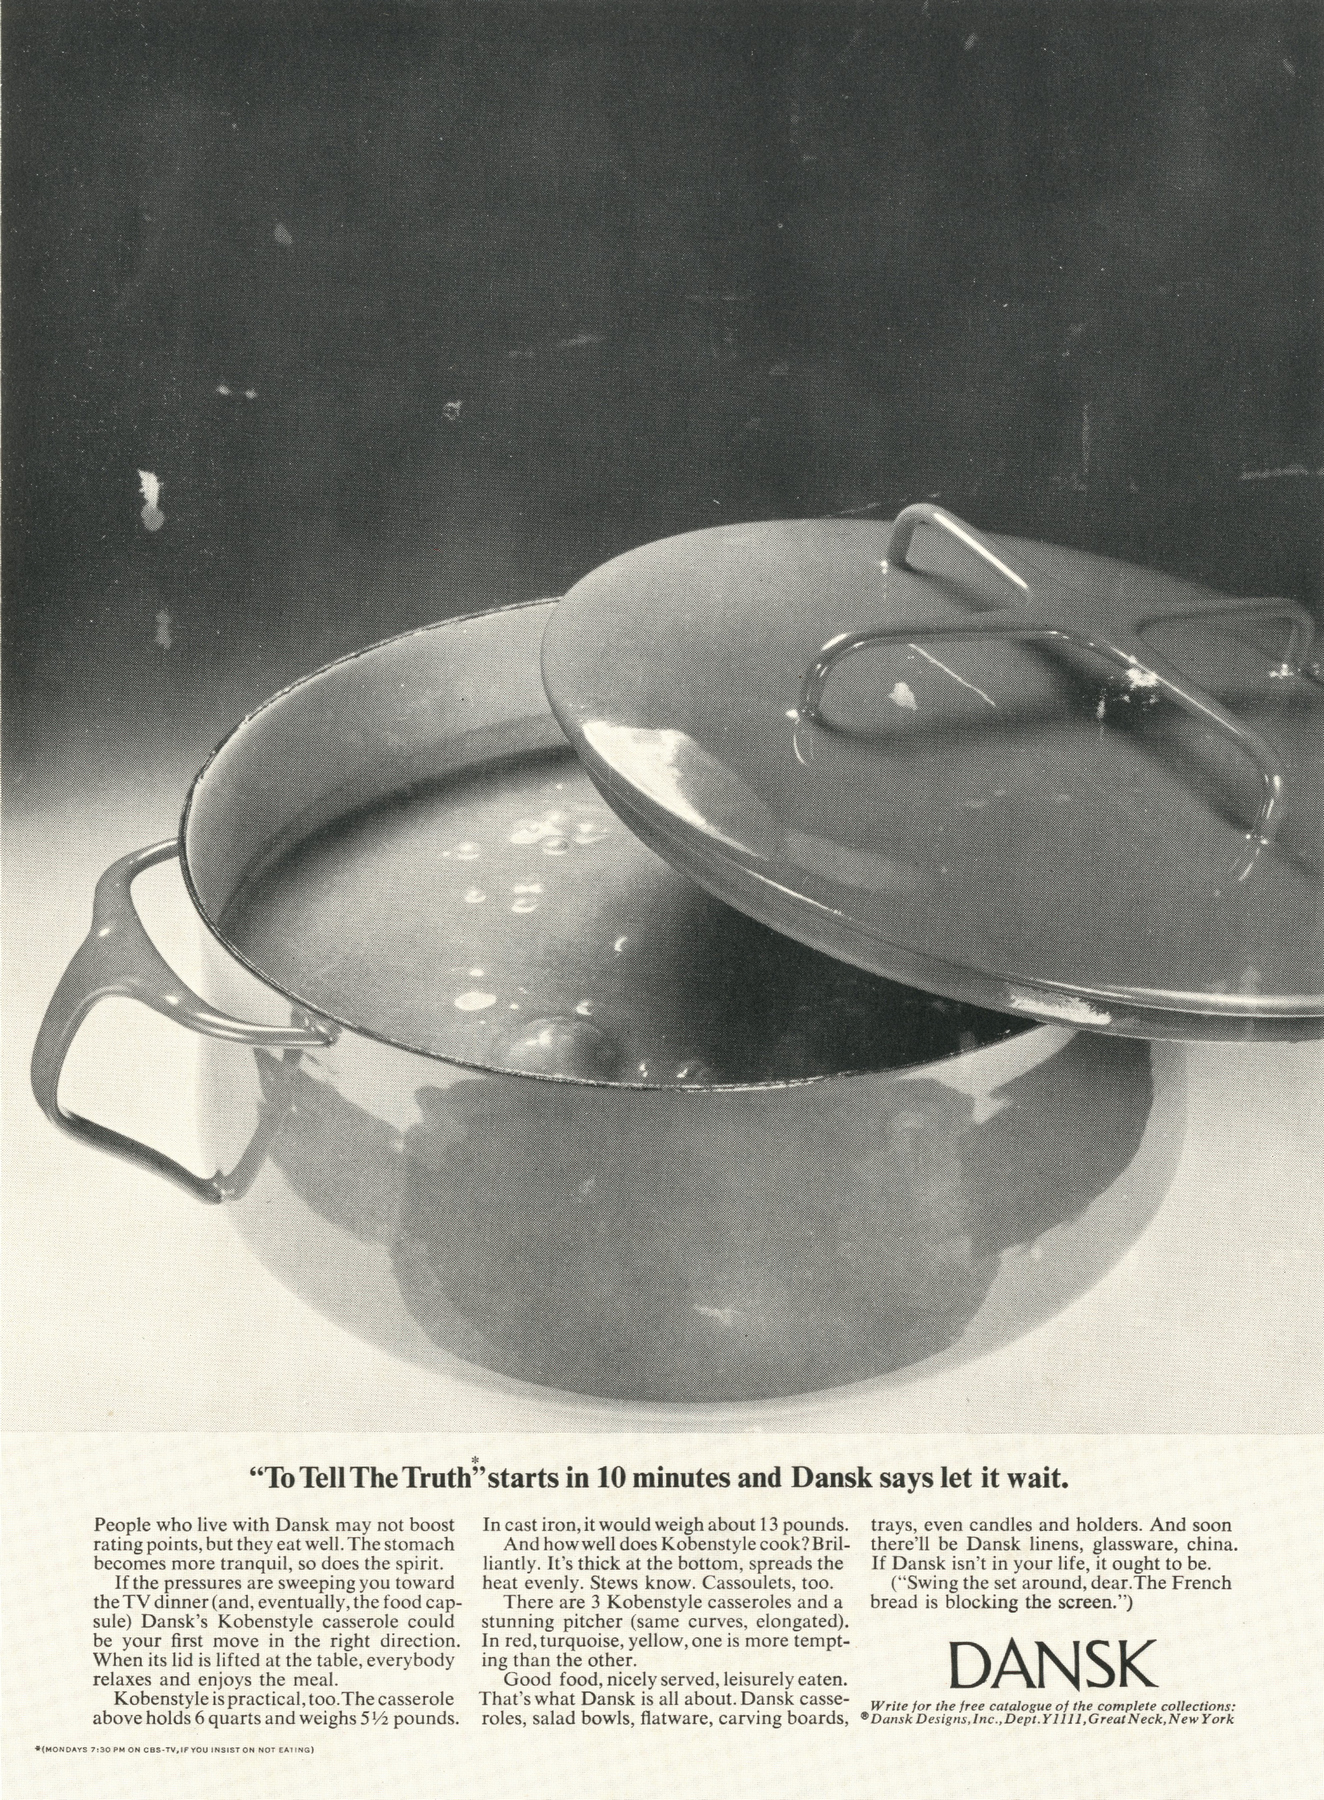 “To Tell The Truth”* starts in 10 minutes and Dansk says let it wait.
People who live with Dansk may not boost
rating points, but they eat well. The stomach
becomes more tranquil, so does the spirit.
If the pressures are sweeping you toward
the TV dinner (and, eventually, the food cap-
sule) Dansk's Kobenstyle casserole could
be your first move in the right direction.
When its lid is lifted at the table, everybody
relaxes and enjoys the meal.
Kobenstyle is practical, too. The casserole
above holds 6 quarts and weighs 5½ pounds.
In cast iron, it would weigh about 13 pounds.
And how well does Kobenstyle cook? Bril-
liantly. It's thick at the bottom, spreads the
heat evenly. Stews know. Cassoulets, too.
There are 3 Kobenstyle casseroles and a
stunning pitcher (same curves, elongated).
In red, turquoise, yellow, one is more tempt-
ing than the other.
Good food, nicely served, leisurely eaten.
That's what Dansk is all about. Dansk casse-
roles, salad bowls, flatware, carving boards,
trays, even candles and holders. And soon
there'll be Dansk linens, glassware, china.
If Dansk isn't in your life, it ought to be.
(“Swing the set around, dear. The French
bread is blocking the screen.”)
DANSK
Write for the free catalogue of the complete collections:
®Dansk Designs, Inc., Dept. Y1111, Great Neck, New York
*(MONDAYS 7:30 PM ON CBS-TV, IF YOU INSIST ON NOT EATING)